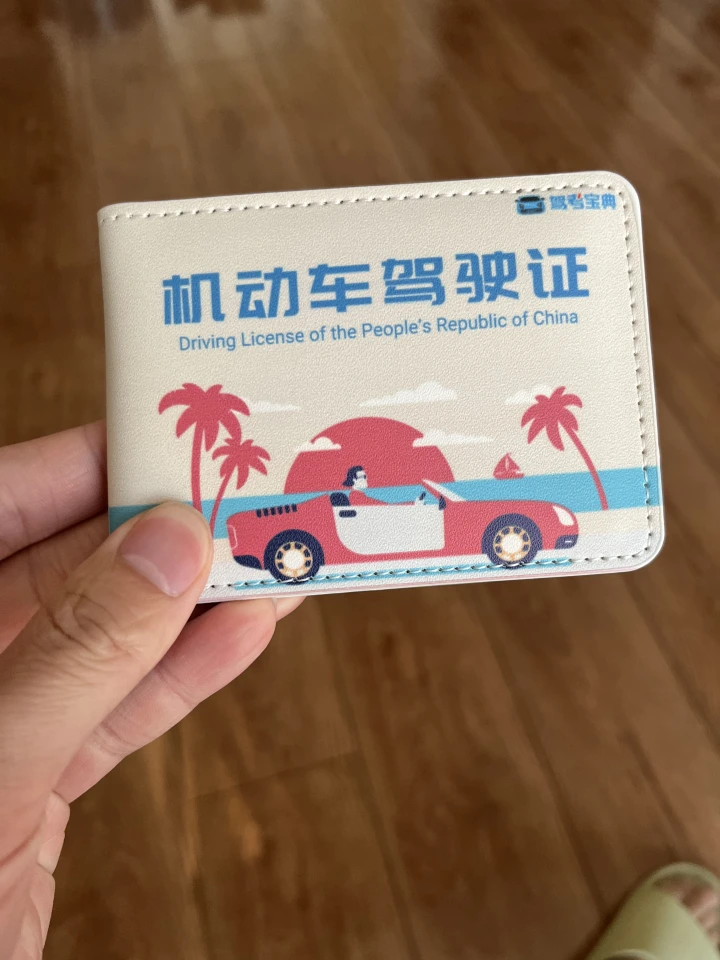 驾考宝典
机动车驾驶证
Driving License of the People's Republic of China